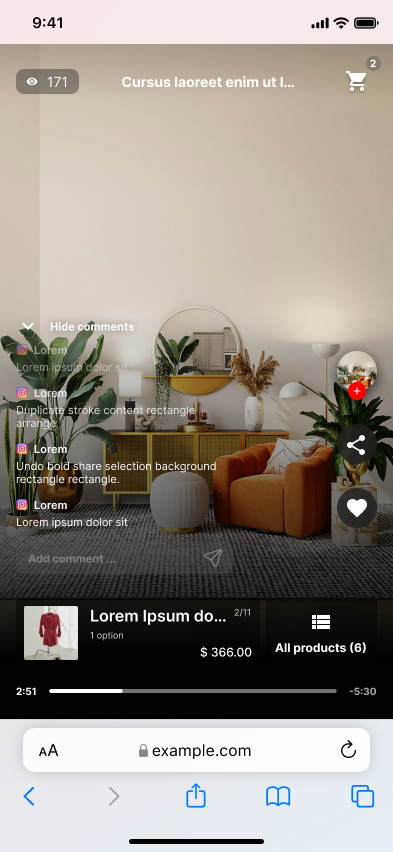 9:41
171
Cursus laoreet enim ut l...
2
Hide comments
Lorem
Lorem ipsum dolor sit
Lorem
Duplicate stroke content rectangle
arrange
Lorem
Undo bold share selection background
rectangle rectangle.
Lorem
Lorem ipsum dolor sit
Add comment ...
Lorem Ipsum do...
2/11
1 option
$ 366.00
All products (6)
2:51
-5:30
AA
example.com